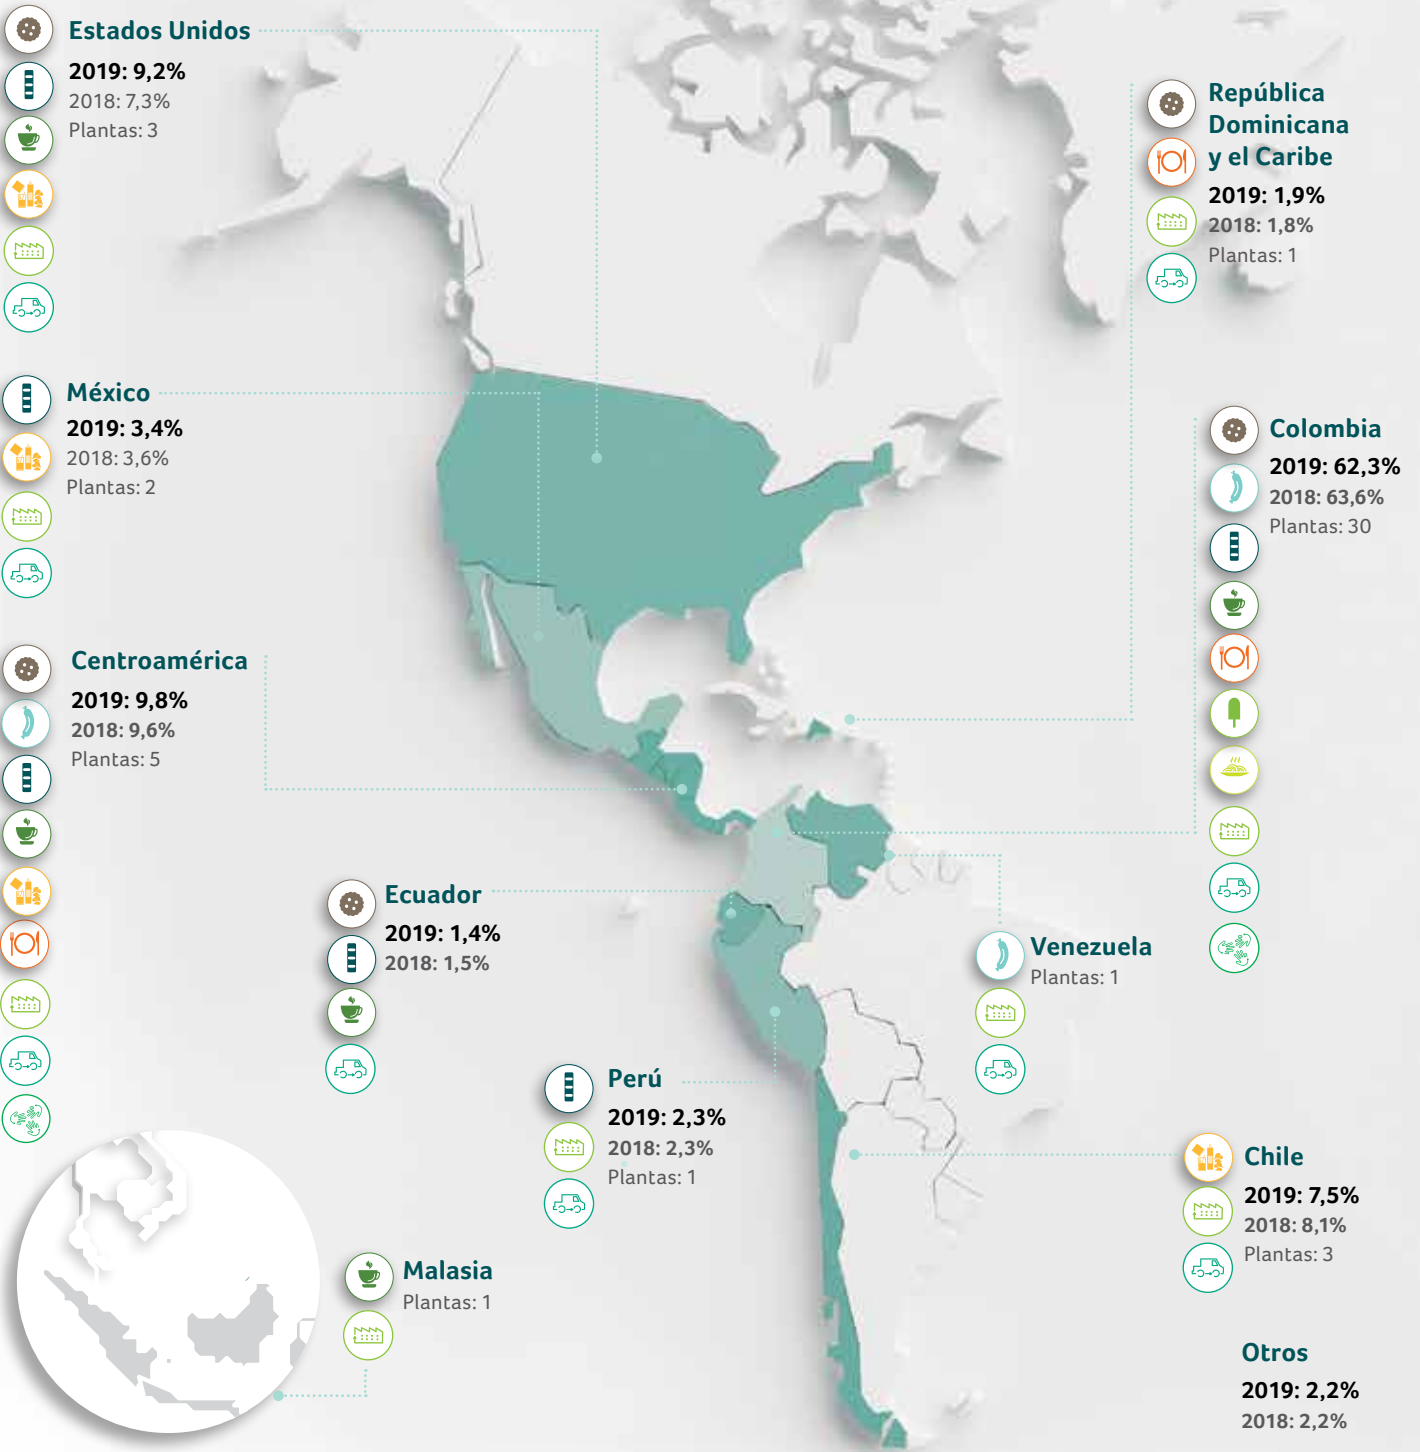 Estados Unidos
2019: 9,2%
2018: 7,3%
Plantas: 3
República
Dominicana
y el Caribe
2019: 1,9%
2018: 1,8%
Plantas: 1
México
2019: 3,4%
2018: 3,6%
Plantas: 2
Colombia
2019: 62,3%
2018: 63,6%
Plantas: 30
Centroamérica
2019: 9,8%
2018: 9,6%
Plantas: 5
Ecuador
2019: 1,4%
2018: 1,5%
Venezuela
Plantas: 1
Perú
2019: 2,3%
2018: 2,3%
Plantas: 1
Chile
2019: 7,5%
2018: 8,1%
Plantas: 3
Malasia
Plantas: 1
Otros
2019: 2,2%
2018: 2,2%